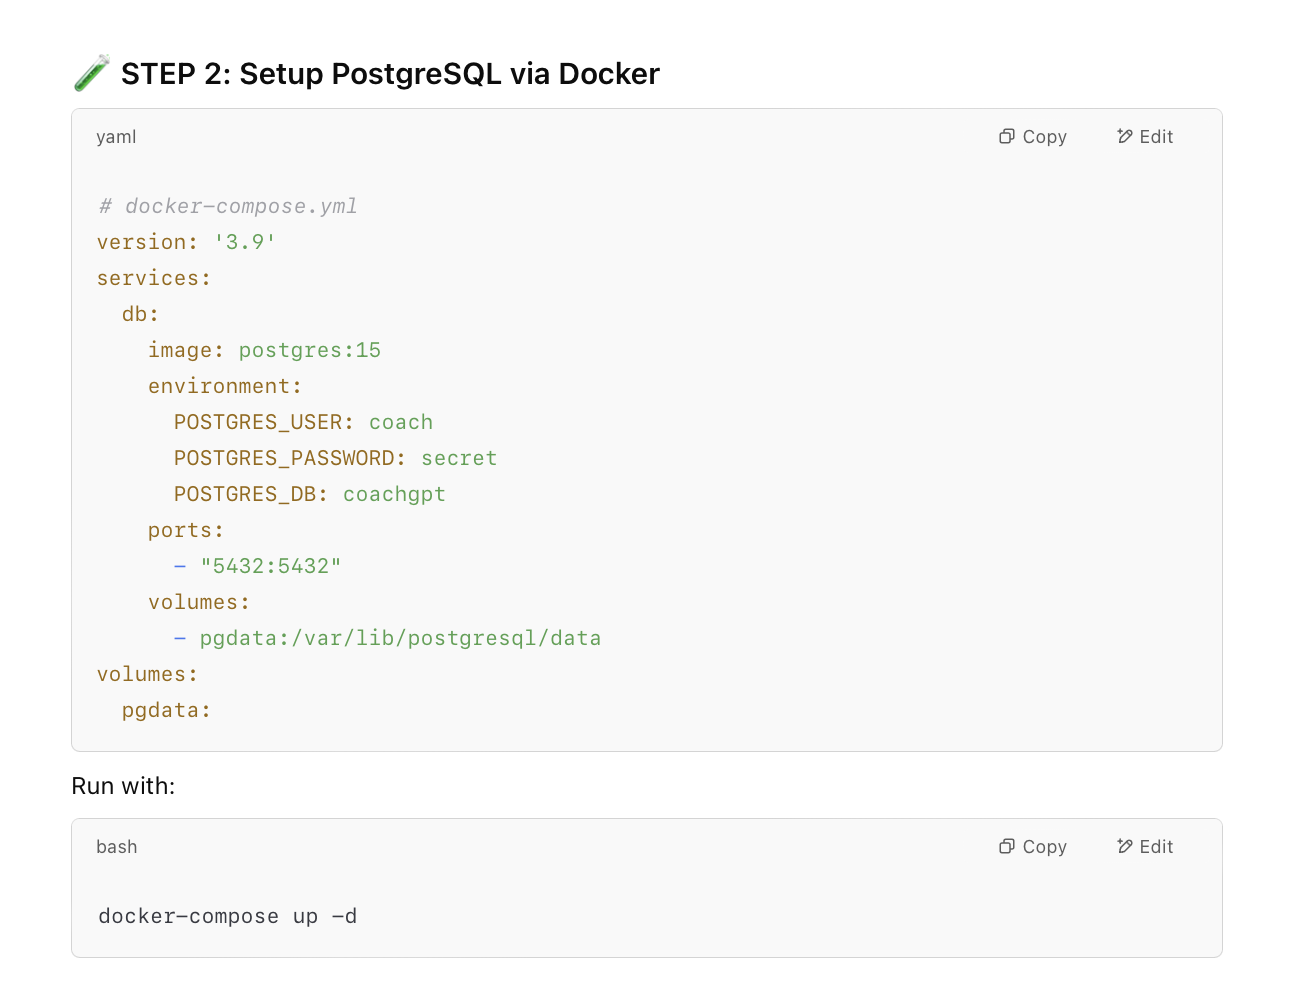 🧪 STEP 2: Setup PostgreSQL via Docker
yaml
Copy
Edit
# docker-compose.yml
version: '3.9'
services:
  db:
    image: postgres:15
    environment:
      POSTGRES_USER: coach
      POSTGRES_PASSWORD: secret
      POSTGRES_DB: coachgpt
    ports:
      - "5432:5432"
    volumes:
      - pgdata:/var/lib/postgresql/data
volumes:
  pgdata:
Run with:
bash
Copy
Edit
docker-compose up -d